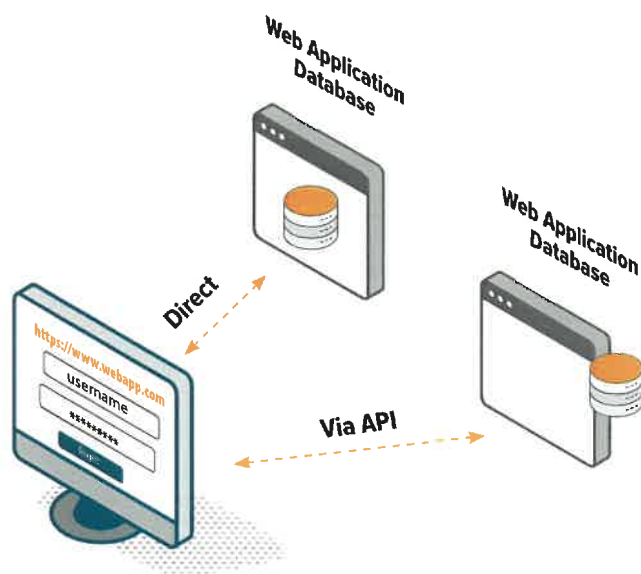 Web Application
Database
Web Application
Database
Direct
https://www.webapp.com
username
*********
Via API